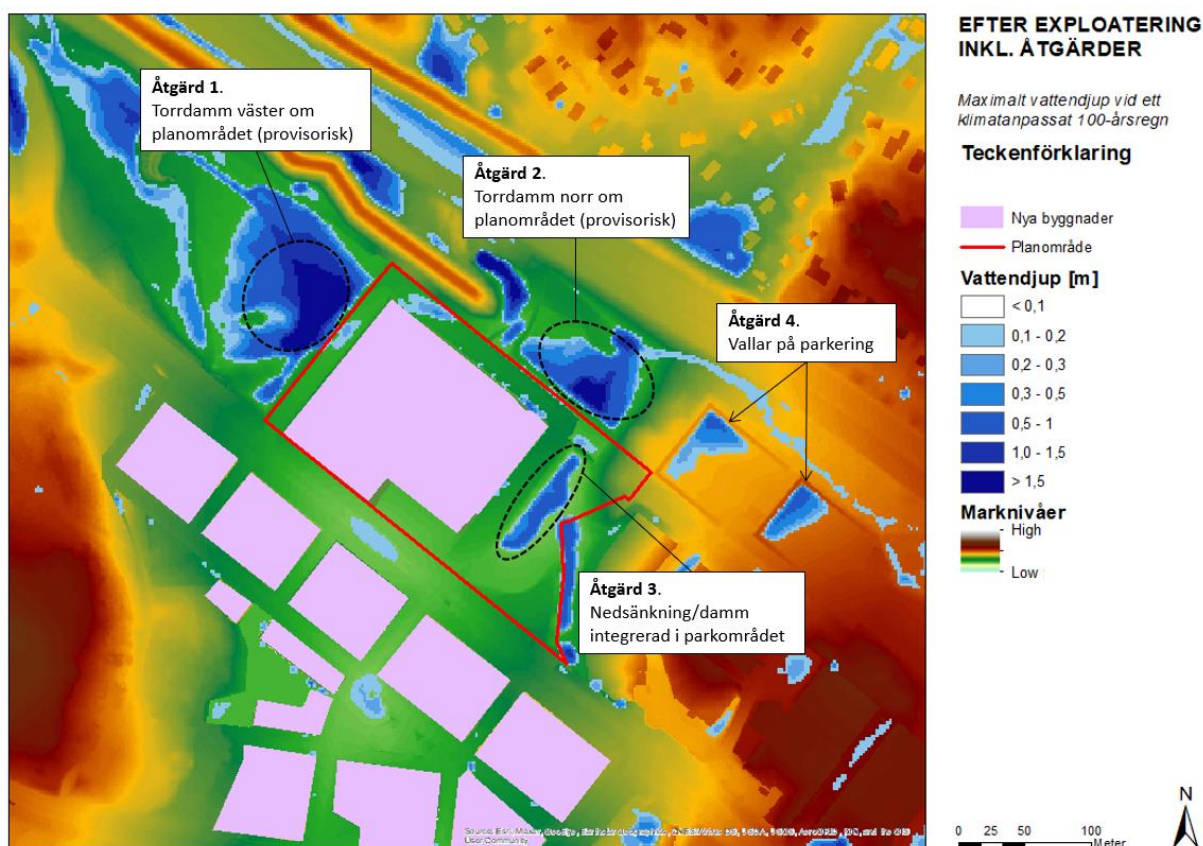 EFTER EXPLOATERING
INKL. ÅTGÄRDER
Maximalt vattendjup vid ett
klimatanpassat 100-årsregn
Teckenförklaring
Nya byggnader
Planområde
Vattendjup [m]
< 0,1
0,1 - 0,2
0,2 - 0,3
0,3 - 0,5
0,5 - 1
1,0 - 1,5
> 1,5
Marknivåer
High
Low
Åtgärd 1.
Torrdamm väster om
planområdet (provisorisk)
Åtgärd 2.
Torrdamm norr om
planområdet (provisorisk)
Åtgärd 4.
Vallar på parkering
Åtgärd 3.
Nedsänkning/damm
integrerad i parkområdet
User Community
N
0 25 50 100
Meter